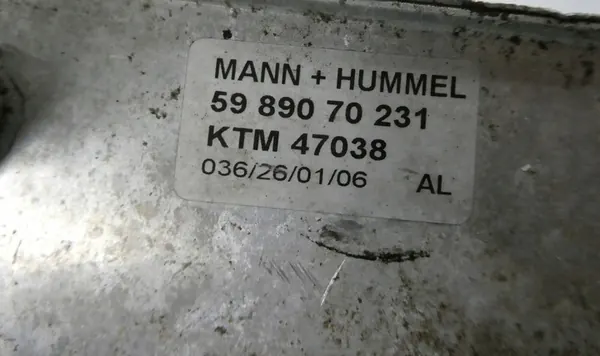 MANN + HUMMEL
59 890 70 231
KTM 47038
036/26/01/06 AL